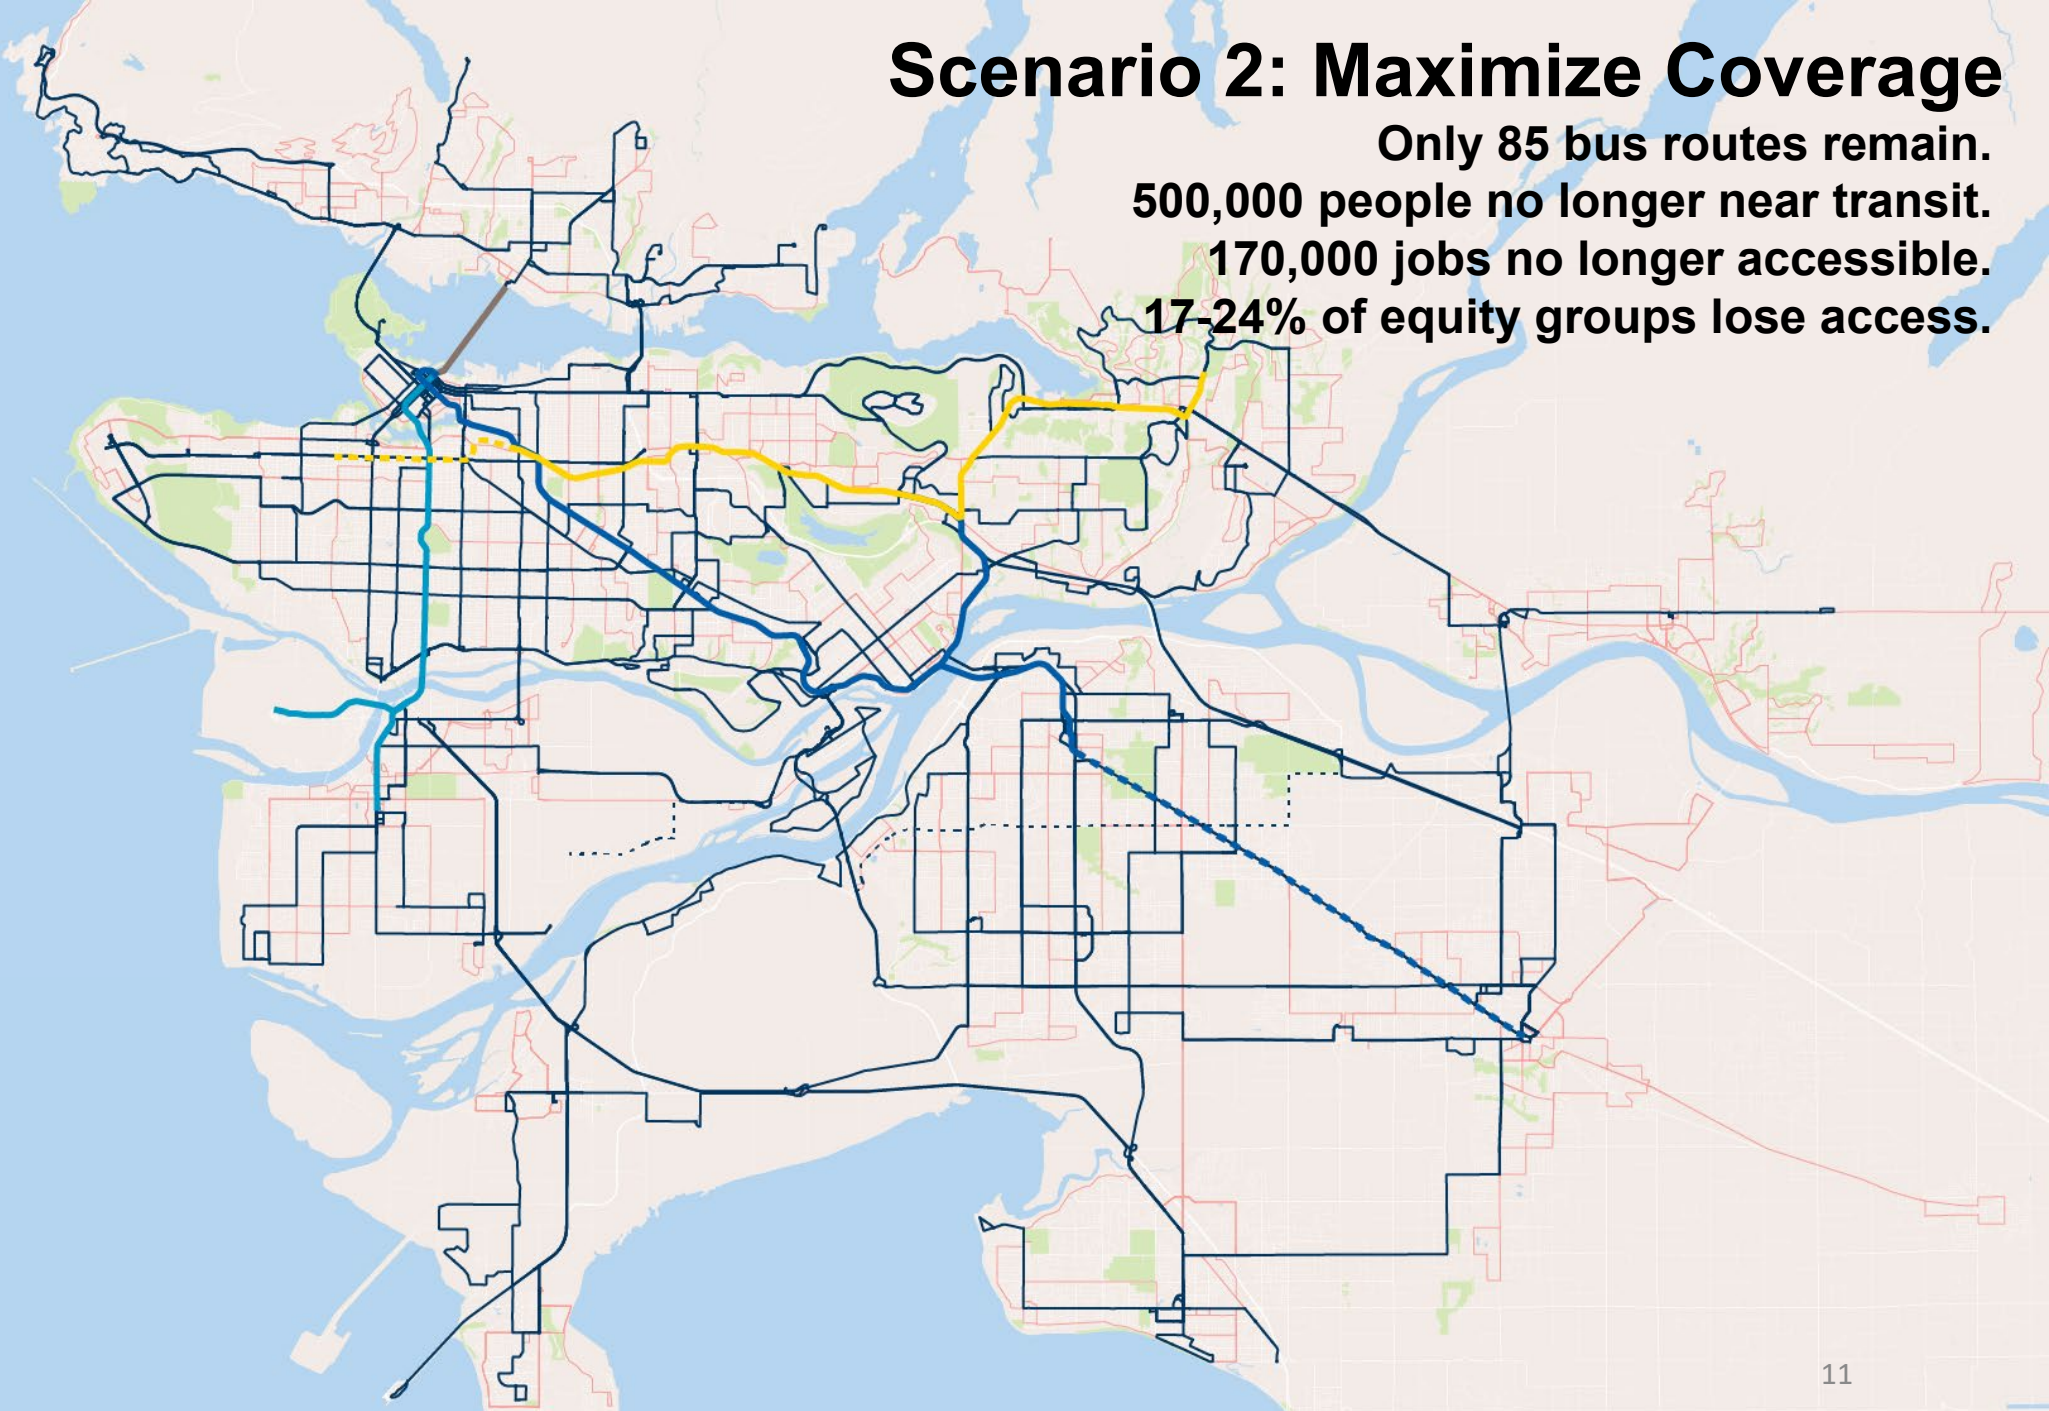 Scenario 2: Maximize Coverage
Only 85 bus routes remain.
500,000 people no longer near transit.
170,000 jobs no longer accessible.
17-24% of equity groups lose access.
11